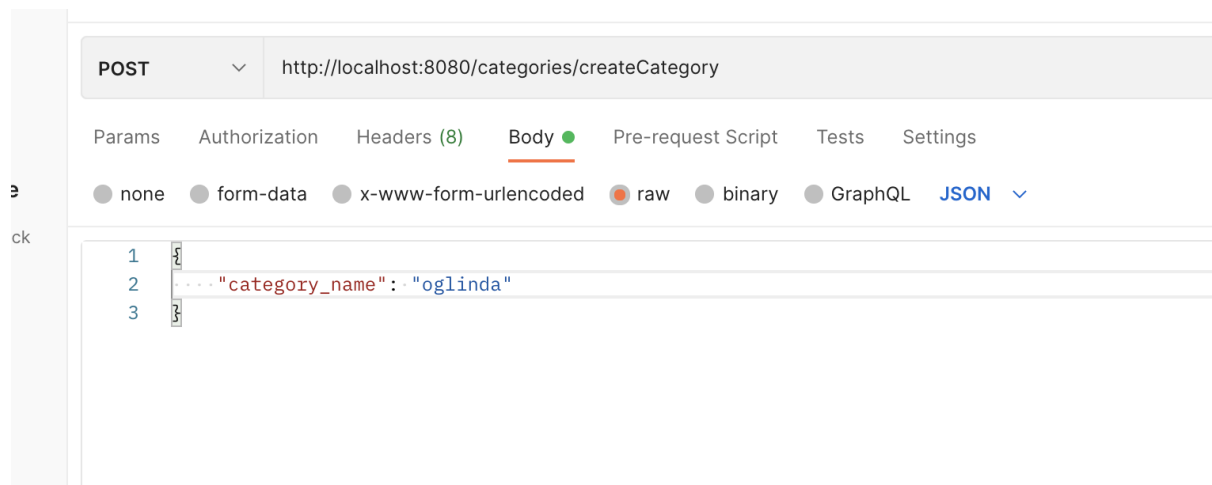 POST http://localhost:8080/categories/createCategory
Params Authorization Headers (8) Body Pre-request Script Tests Settings
e
none form-data x-www-form-urlencoded raw binary GraphQL JSON
ck
1 {
2 "category_name": "oglinda"
3 }